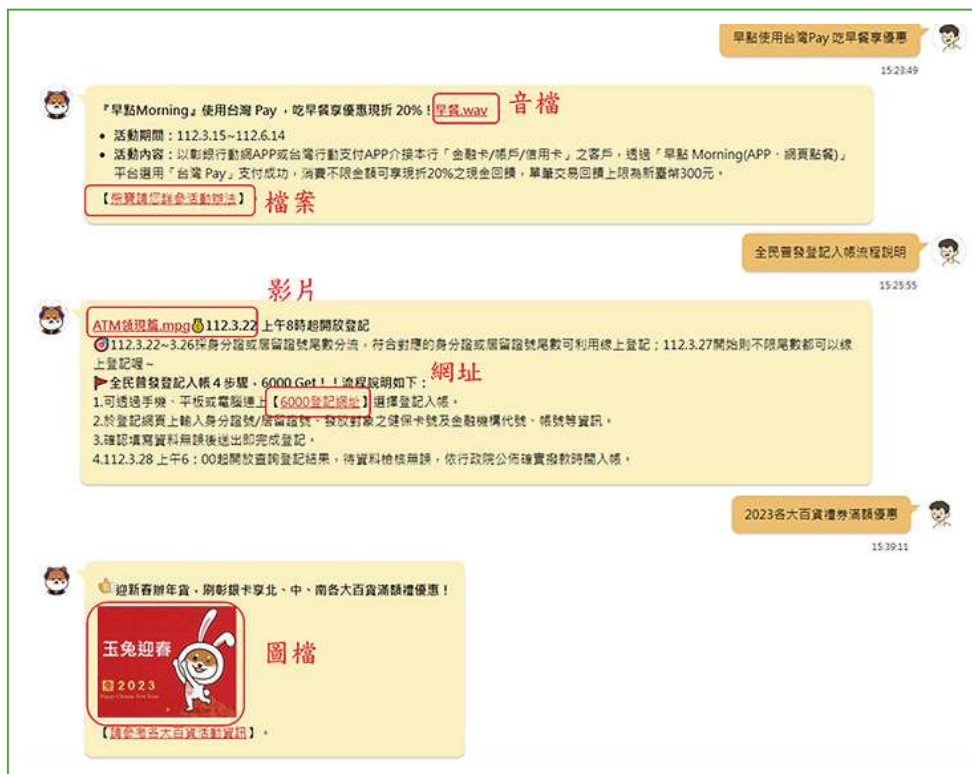 早點使用台灣Pay 吃早餐享優惠
15:23:49
『早點Morning』使用台灣 Pay ，吃早餐享優惠現折 20%！早餐.wav
音檔
• 活動期間：112.3.15~112.6.14
• 活動內容：以彰銀行動網APP或台灣行動支付APP介接本行「金融卡/帳戶/信用卡」之客戶，透過「早點 Morning(APP、網頁點餐)」
平台選用「台灣 Pay」支付成功，消費不限金額可享現折20%之現金回饋，單筆交易回饋上限為新臺幣300元。
【祭寶請您詳參活動辦法】
檔案
全民普發登記入帳流程說明
15:25:55
影片
ATM領現篇.mpg💰112.3.22 上午8時起開放登記
🎯112.3.22~3.26採身分證或居留證號尾數分流，符合對應的身分證或居留證號尾數可利用線上登記；112.3.27開始則不限尾數都可以線
上登記喔~
網址
🚩全民普發登記入帳 4 步驟，6000 Get！！流程說明如下：
1.可透過手機、平板或電腦連上【6000登記網址】選擇登記入帳。
2.於登記網頁上輸入身分證號/居留證號、發放對象之健保卡號及金融機構代號、帳號等資訊。
3.確認填寫資料無誤後送出即完成登記。
4.112.3.28 上午6：00起開放查詢登記結果，待資料檢核無誤，依行政院公佈確實撥款時間入帳。
2023各大百貨禮券滿額優惠
15:39:11
👍迎新春辦年貨，刷彰銀卡享北、中、南各大百貨滿額禮優惠！
玉兔迎春
2023
Happy Chinese New Year
圖檔
【請參考各大百貨活動資訊】。